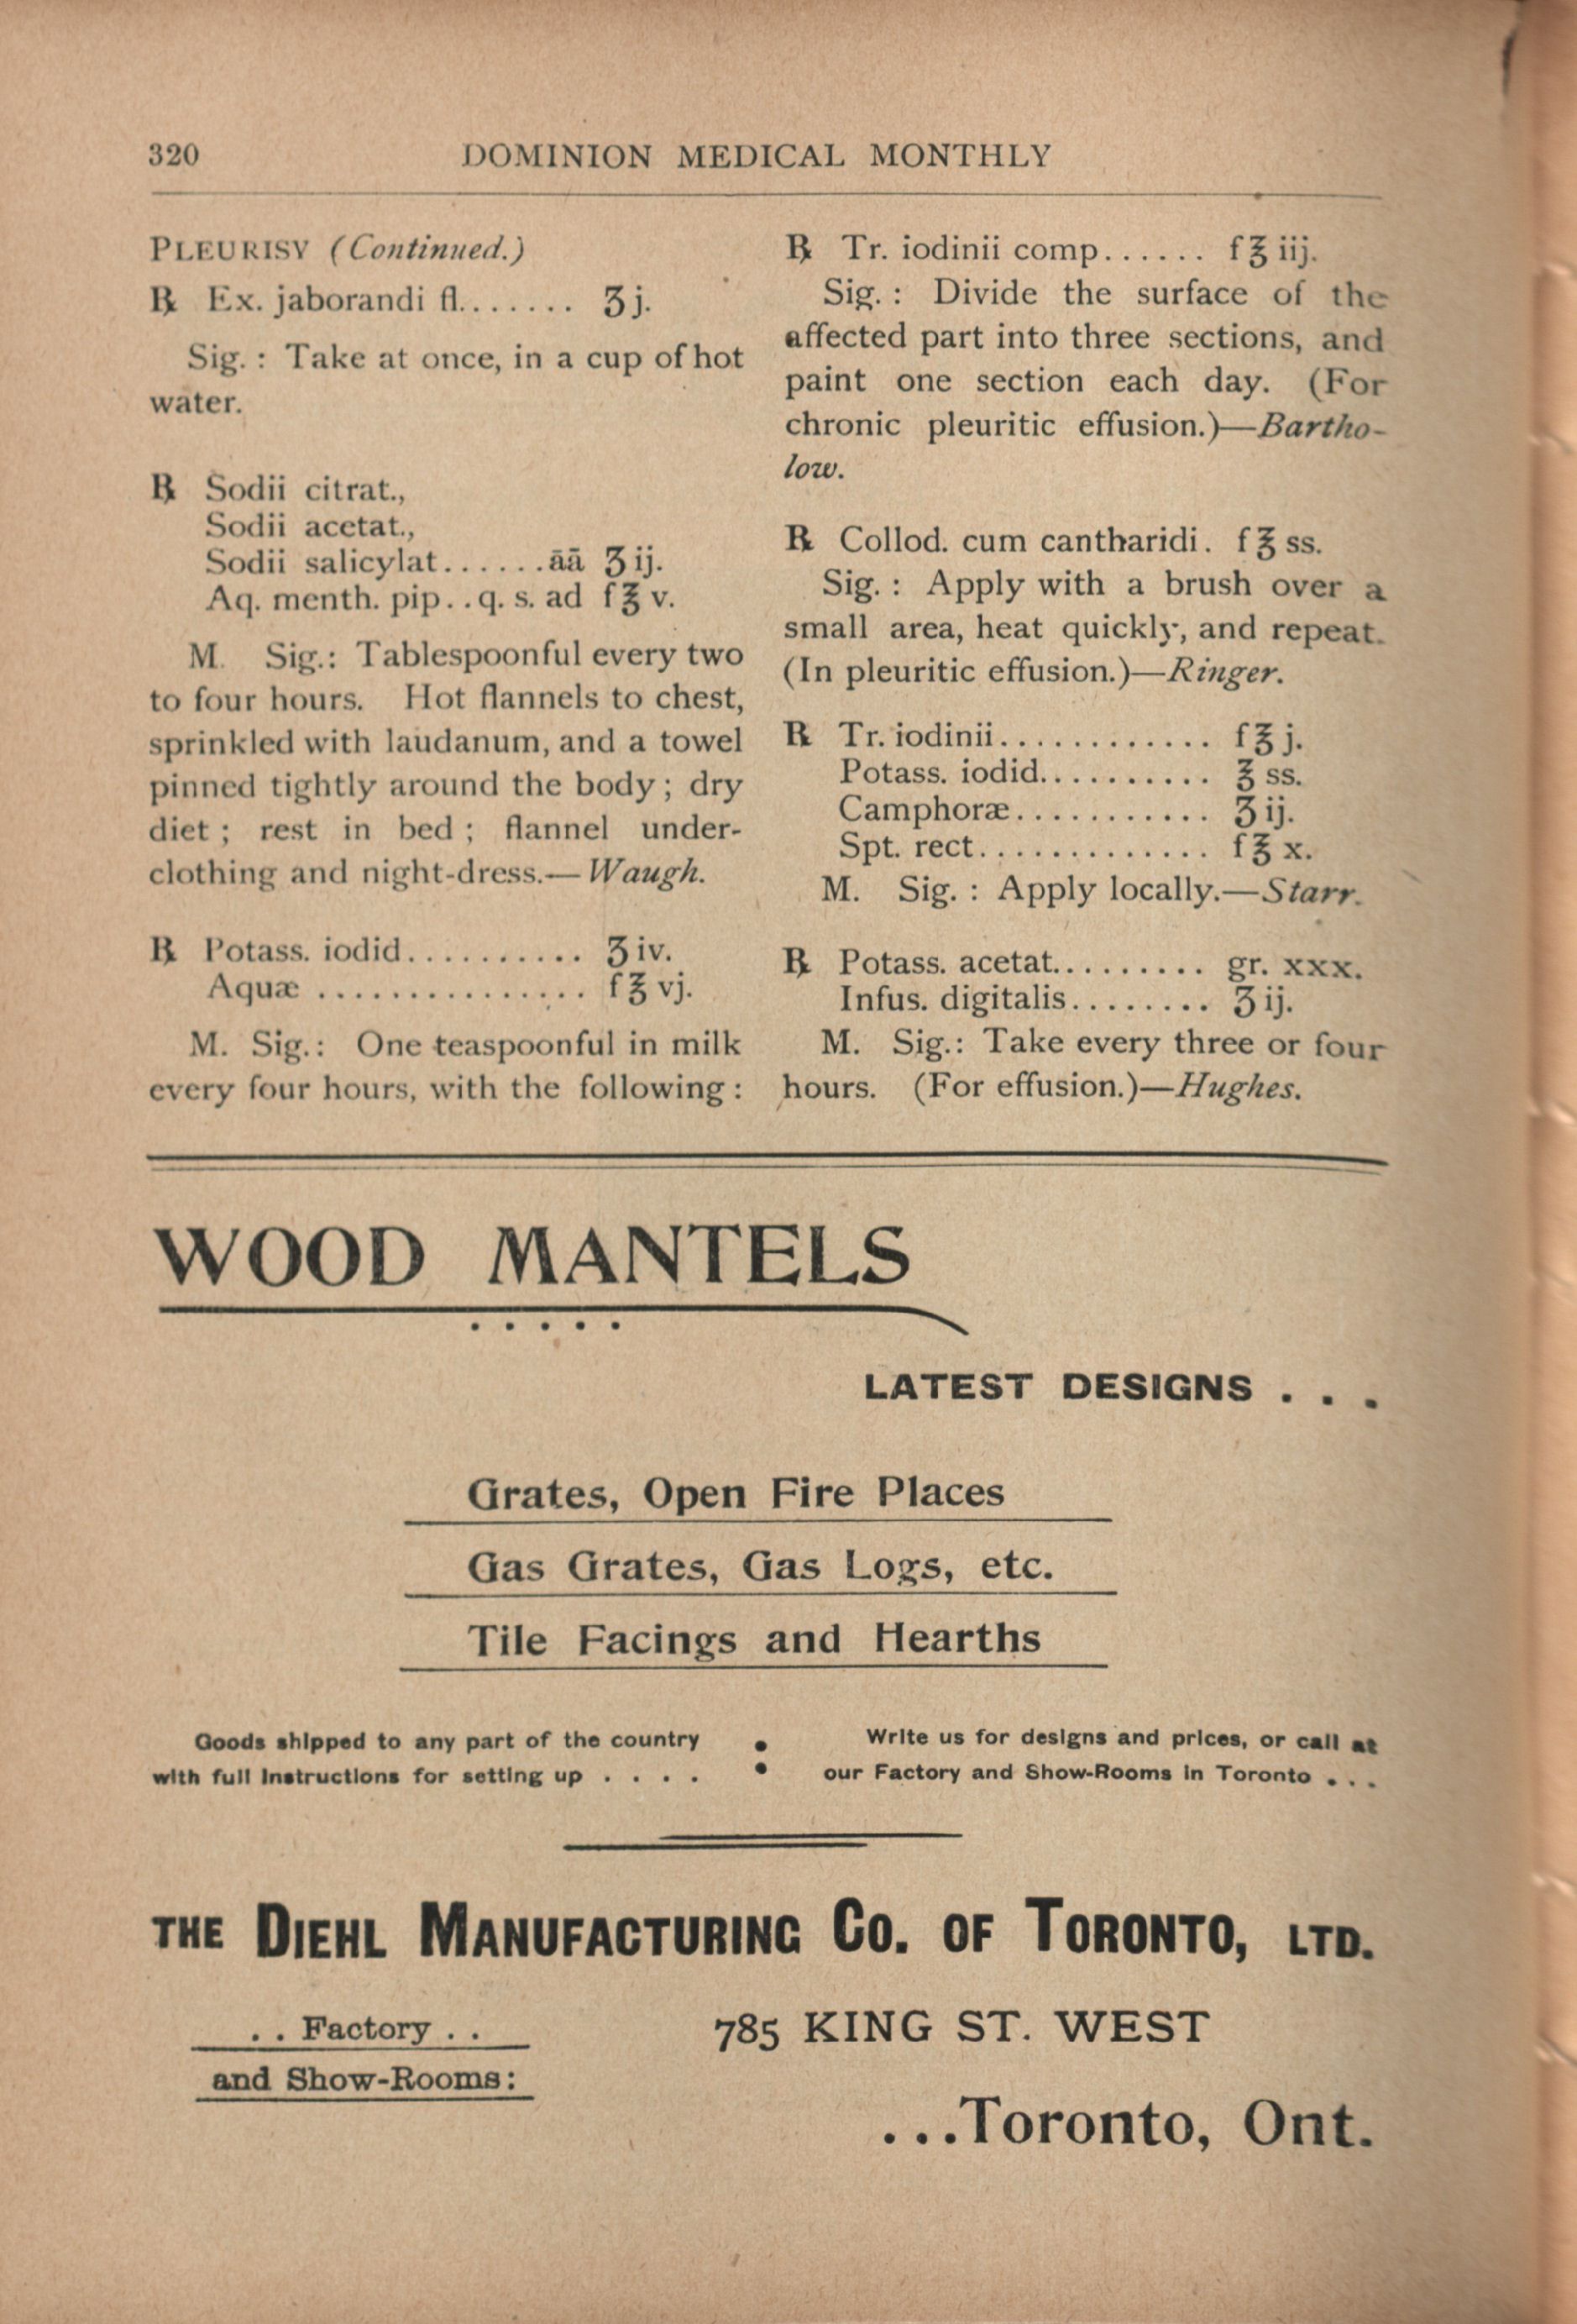 320 DOMINION MEDICAL MONTHLY
PLEURISY (Continued.)
℞ Ex. jaborandi fl....... ʒ j.
Sig. : Take at once, in a cup of hot
water.
℞ Sodii citrat.,
Sodii acetat.,
Sodii salicylat......āā ʒ ij.
Aq. menth. pip. . q. s. ad f ℥ v.
M. Sig.: Tablespoonful every two
to four hours. Hot flannels to chest,
sprinkled with laudanum, and a towel
pinned tightly around the body ; dry
diet ; rest in bed ; flannel under-
clothing and night-dress.—Waugh.
℞ Potass. iodid.......... ʒ iv.
Aquæ ............... f ℥ vj.
M. Sig.: One teaspoonful in milk
every four hours, with the following :
℞ Tr. iodinii comp...... f ℥ iij.
Sig. : Divide the surface of the
affected part into three sections, and
paint one section each day. (For
chronic pleuritic effusion.)—Bartho-
low.
℞ Collod. cum cantharidi. f ℥ ss.
Sig. : Apply with a brush over a
small area, heat quickly, and repeat.
(In pleuritic effusion.)—Ringer.
℞ Tr. iodinii............ f ℥ j.
Potass. iodid.......... ℥ ss.
Camphoræ........... ʒ ij.
Spt. rect............. f ℥ x.
M. Sig. : Apply locally.—Starr.
℞ Potass. acetat......... gr. xxx.
Infus. digitalis........ ʒ ij.
M. Sig.: Take every three or four
hours. (For effusion.)—Hughes.
WOOD MANTELS
.....
LATEST DESIGNS . . .
Grates, Open Fire Places
Gas Grates, Gas Logs, etc.
Tile Facings and Hearths
Goods shipped to any part of the country
with full instructions for setting up . . . .
:
Write us for designs and prices, or call at
our Factory and Show-Rooms in Toronto . . .
THE DIEHL MANUFACTURING CO. OF TORONTO, LTD.
. . Factory . .
and Show-Rooms:
785 KING ST. WEST
...Toronto, Ont.